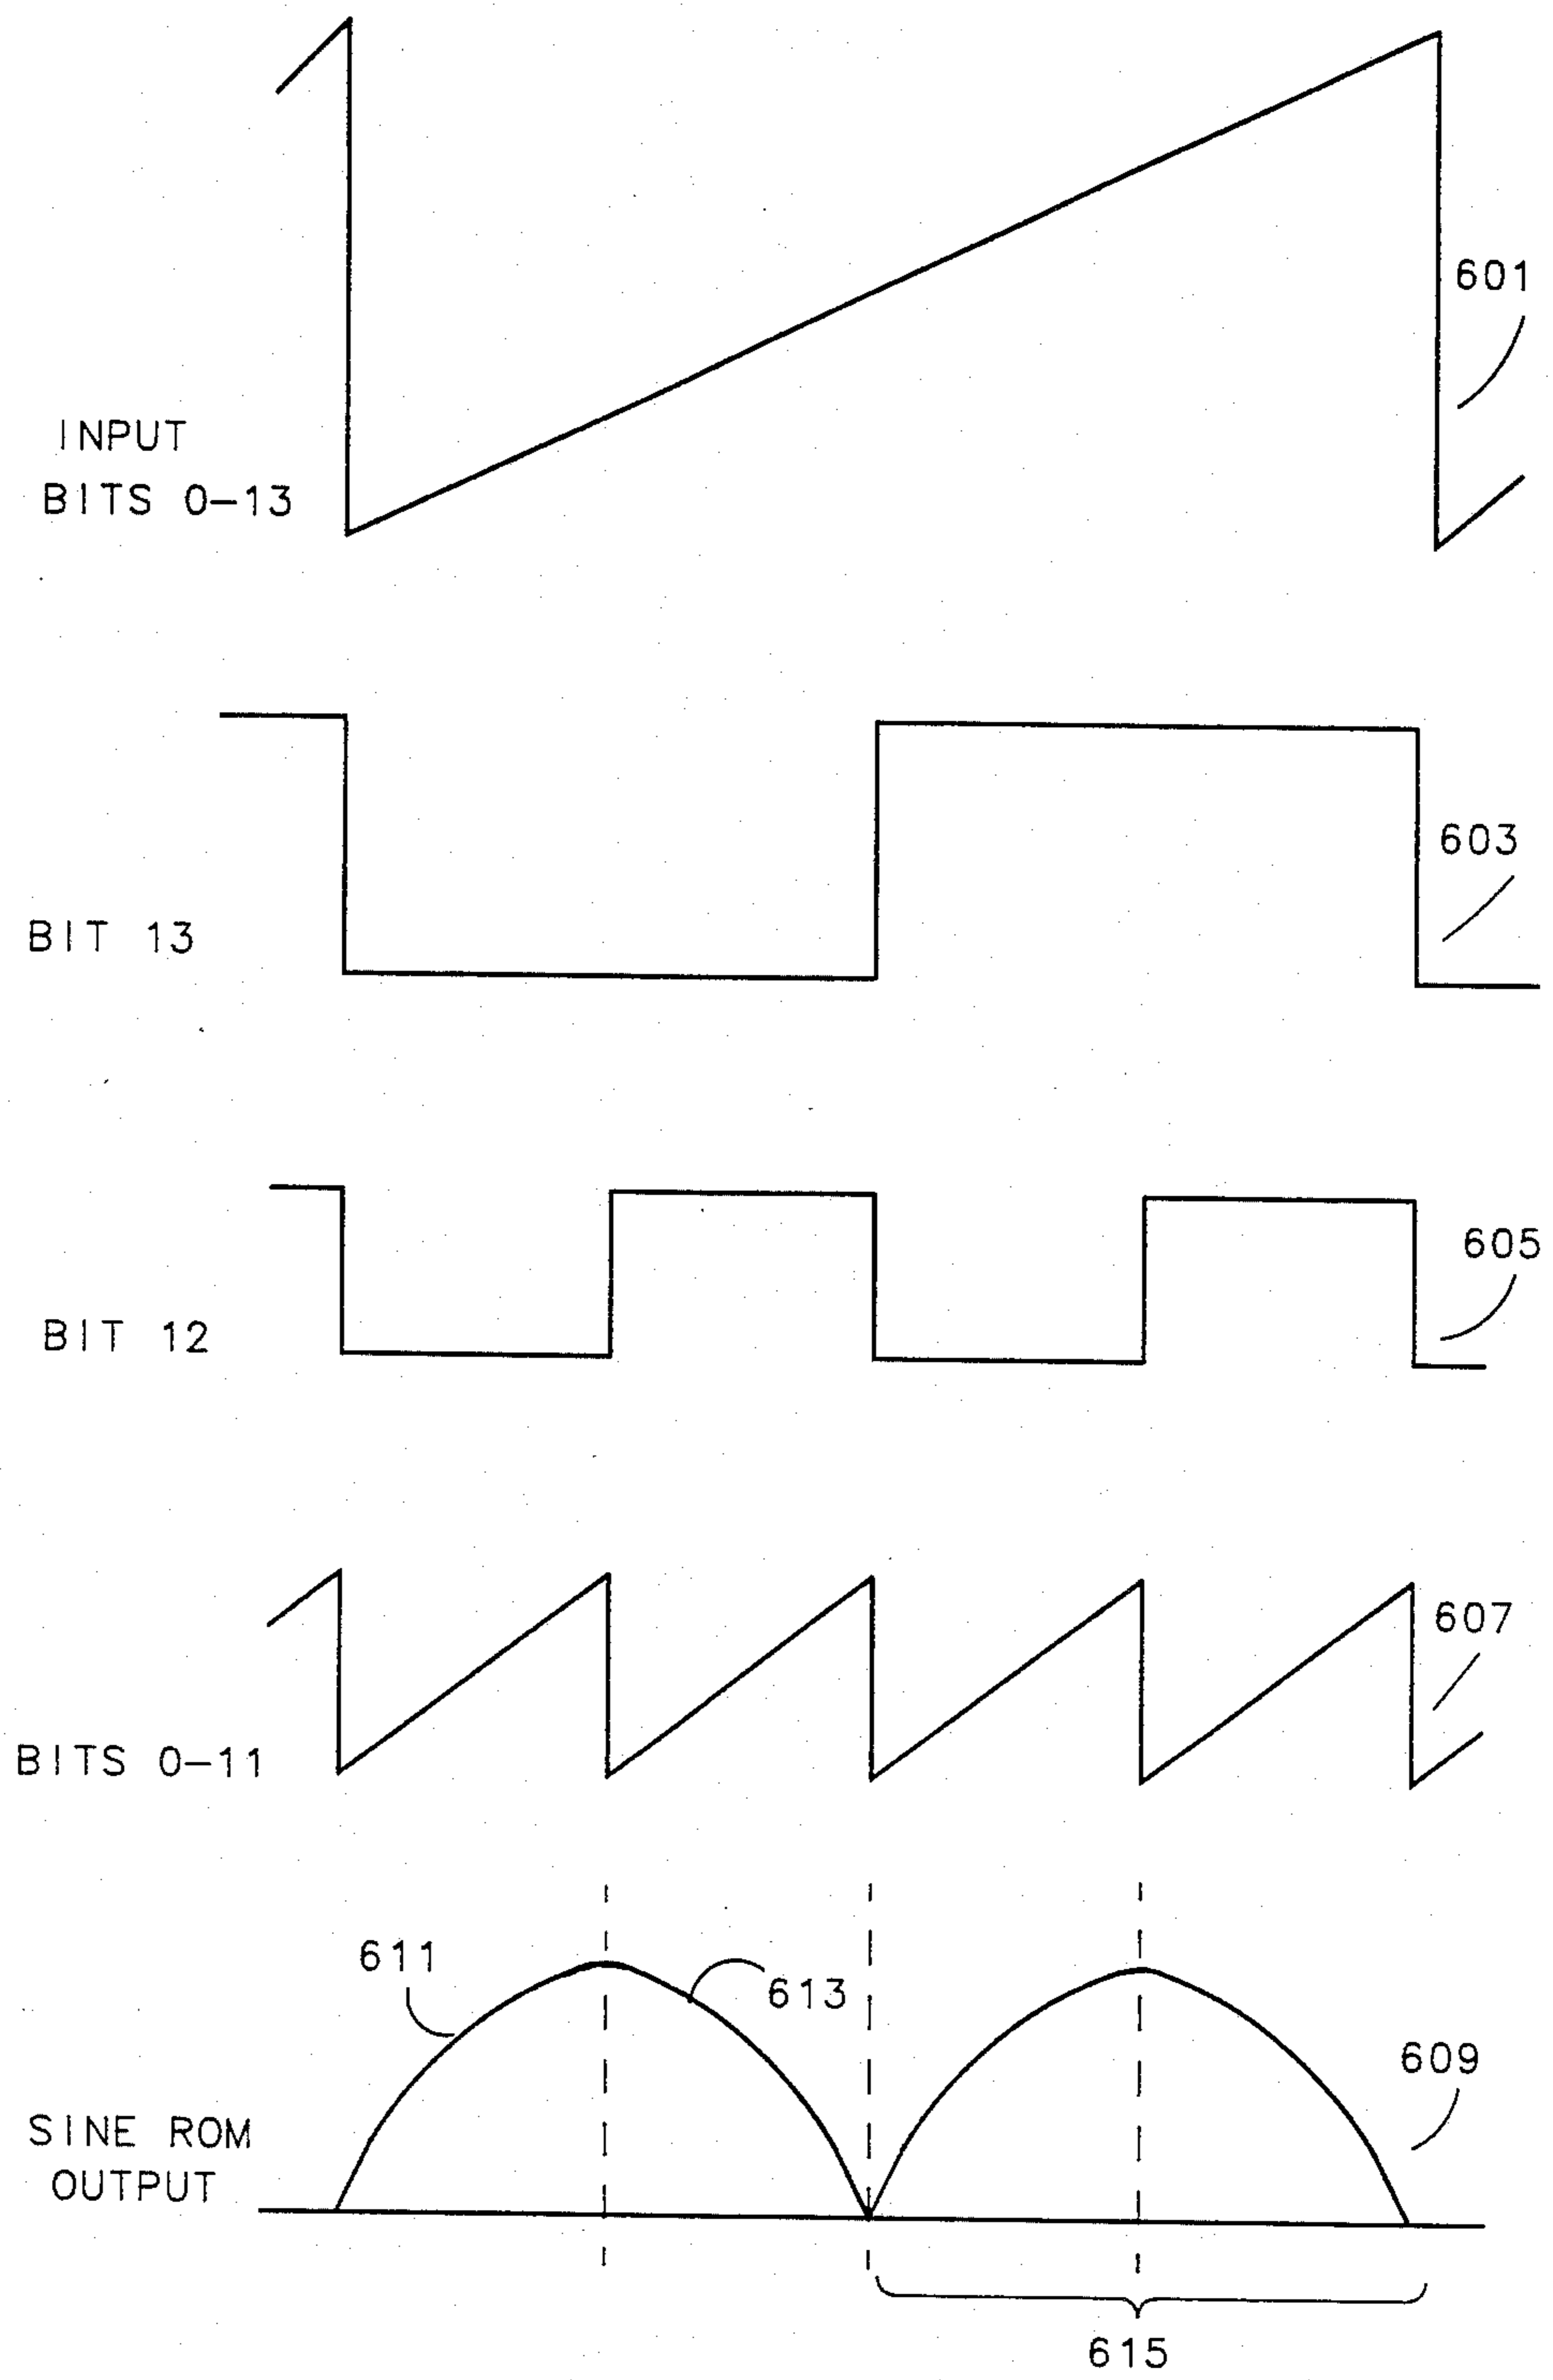 601
INPUT
BITS 0-13
603
BIT 13
605
BIT 12
607
BITS 0-11
611
613
609
SINE ROM
OUTPUT
615